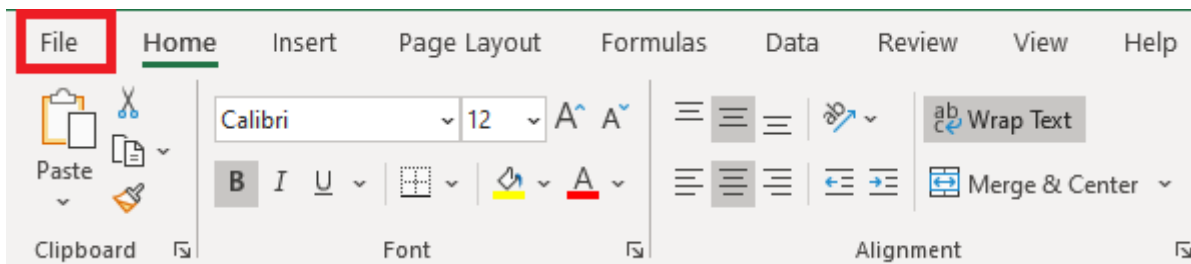 File Home Insert Page Layout Formulas Data Review View Help
Calibri 12 A A ab Wrap Text
Paste
B I U A Merge & Center
Clipboard Font Alignment